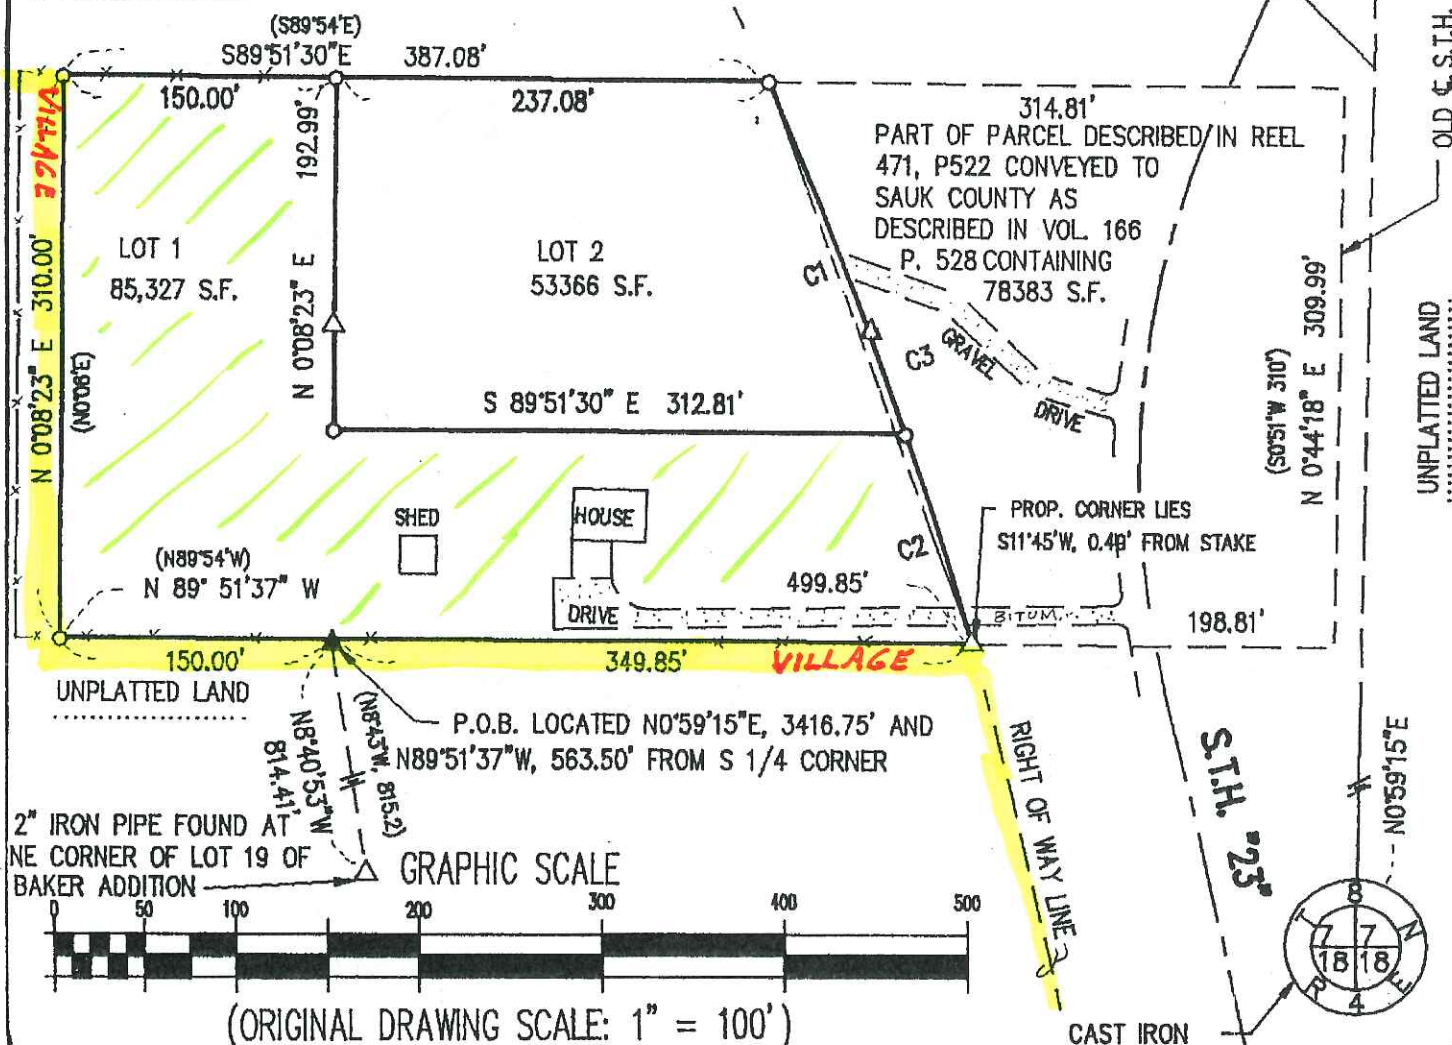 (S89°54'E)
S89°51'30"E 387.08'
150.00'
237.08'
314.81'
OLD ℄ S.T.H.
VILLAGE
192.99'
PART OF PARCEL DESCRIBED IN REEL
471, P522 CONVEYED TO
SAUK COUNTY AS
DESCRIBED IN VOL. 166
P. 528 CONTAINING
78383 S.F.
LOT 1
85,327 S.F.
LOT 2
53366 S.F.
N 0°08'23" E 310.00'
(N0°06'E)
N 0°08'23" E
C3
GRAVEL
DRIVE
S 89°51'30" E 312.81'
(S0°51'W 310')
N 0°44'18" E 309.99'
UNPLATTED LAND
SHED
HOUSE
PROP. CORNER LIES
S11°45'W, 0.49' FROM STAKE
C2
(N89°54'W)
N 89° 51'37" W
499.85'
DRIVE
BITUM.
198.81'
150.00'
349.85'
VILLAGE
UNPLATTED LAND
P.O.B. LOCATED N0°59'15"E, 3416.75' AND
N89°51'37"W, 563.50' FROM S 1/4 CORNER
(N8°43'W, 815.2)
N8°40'53"W
814.41'
RIGHT OF WAY LINE
S.T.H. "23"
N0°59'15"E
2" IRON PIPE FOUND AT
NE CORNER OF LOT 19 OF
BAKER ADDITION
GRAPHIC SCALE
0 50 100 200 300 400 500
(ORIGINAL DRAWING SCALE: 1" = 100')
8
T N
7 7
18 18
R E
4
CAST IRON